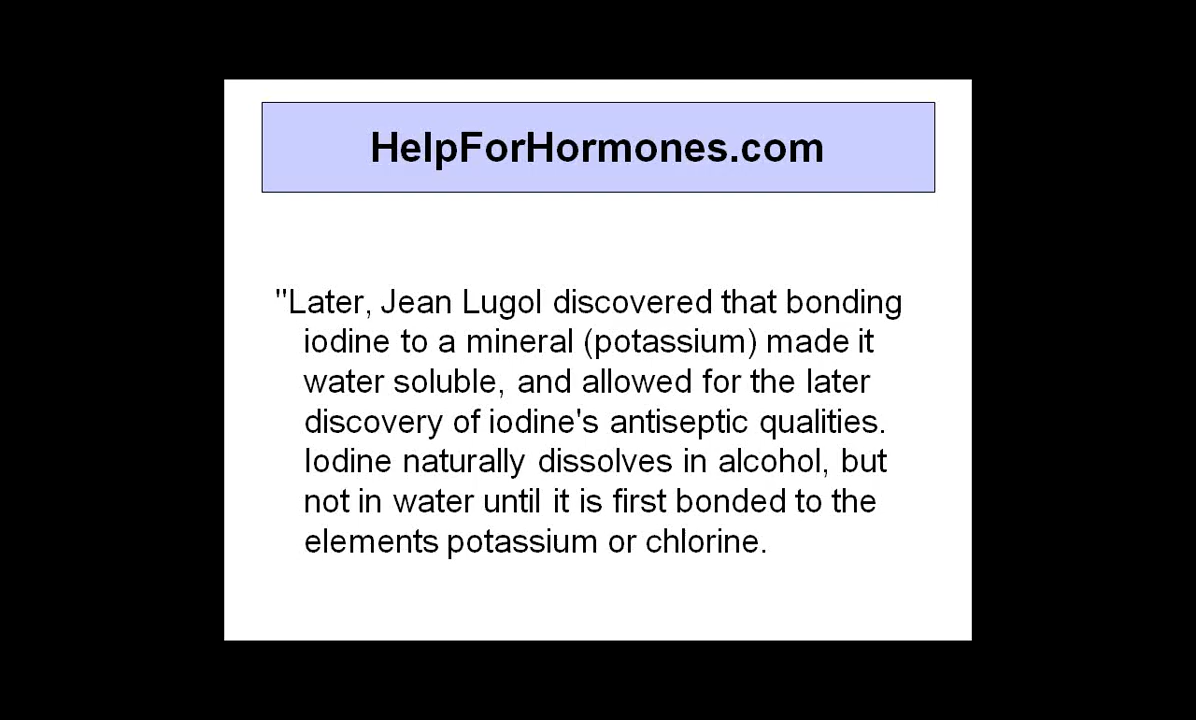 HelpForHormones.com
"Later, Jean Lugol discovered that bonding
iodine to a mineral (potassium) made it
water soluble, and allowed for the later
discovery of iodine's antiseptic qualities.
Iodine naturally dissolves in alcohol, but
not in water until it is first bonded to the
elements potassium or chlorine.